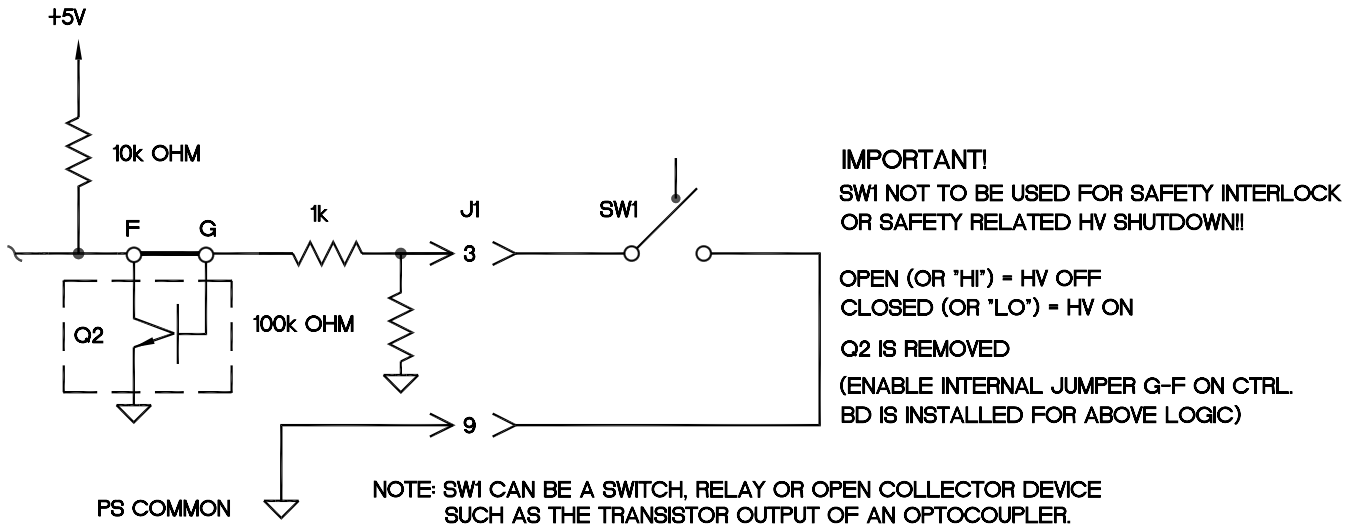 +5V
10k OHM
F
G
1k
J1
SW1
3
Q2
100k OHM
9
PS COMMON
IMPORTANT!
SW1 NOT TO BE USED FOR SAFETY INTERLOCK
OR SAFETY RELATED HV SHUTDOWN!!
OPEN (OR "HI") = HV OFF
CLOSED (OR "LO") = HV ON
Q2 IS REMOVED
(ENABLE INTERNAL JUMPER G-F ON CTRL.
BD IS INSTALLED FOR ABOVE LOGIC)
NOTE: SW1 CAN BE A SWITCH, RELAY OR OPEN COLLECTOR DEVICE
SUCH AS THE TRANSISTOR OUTPUT OF AN OPTOCOUPLER.